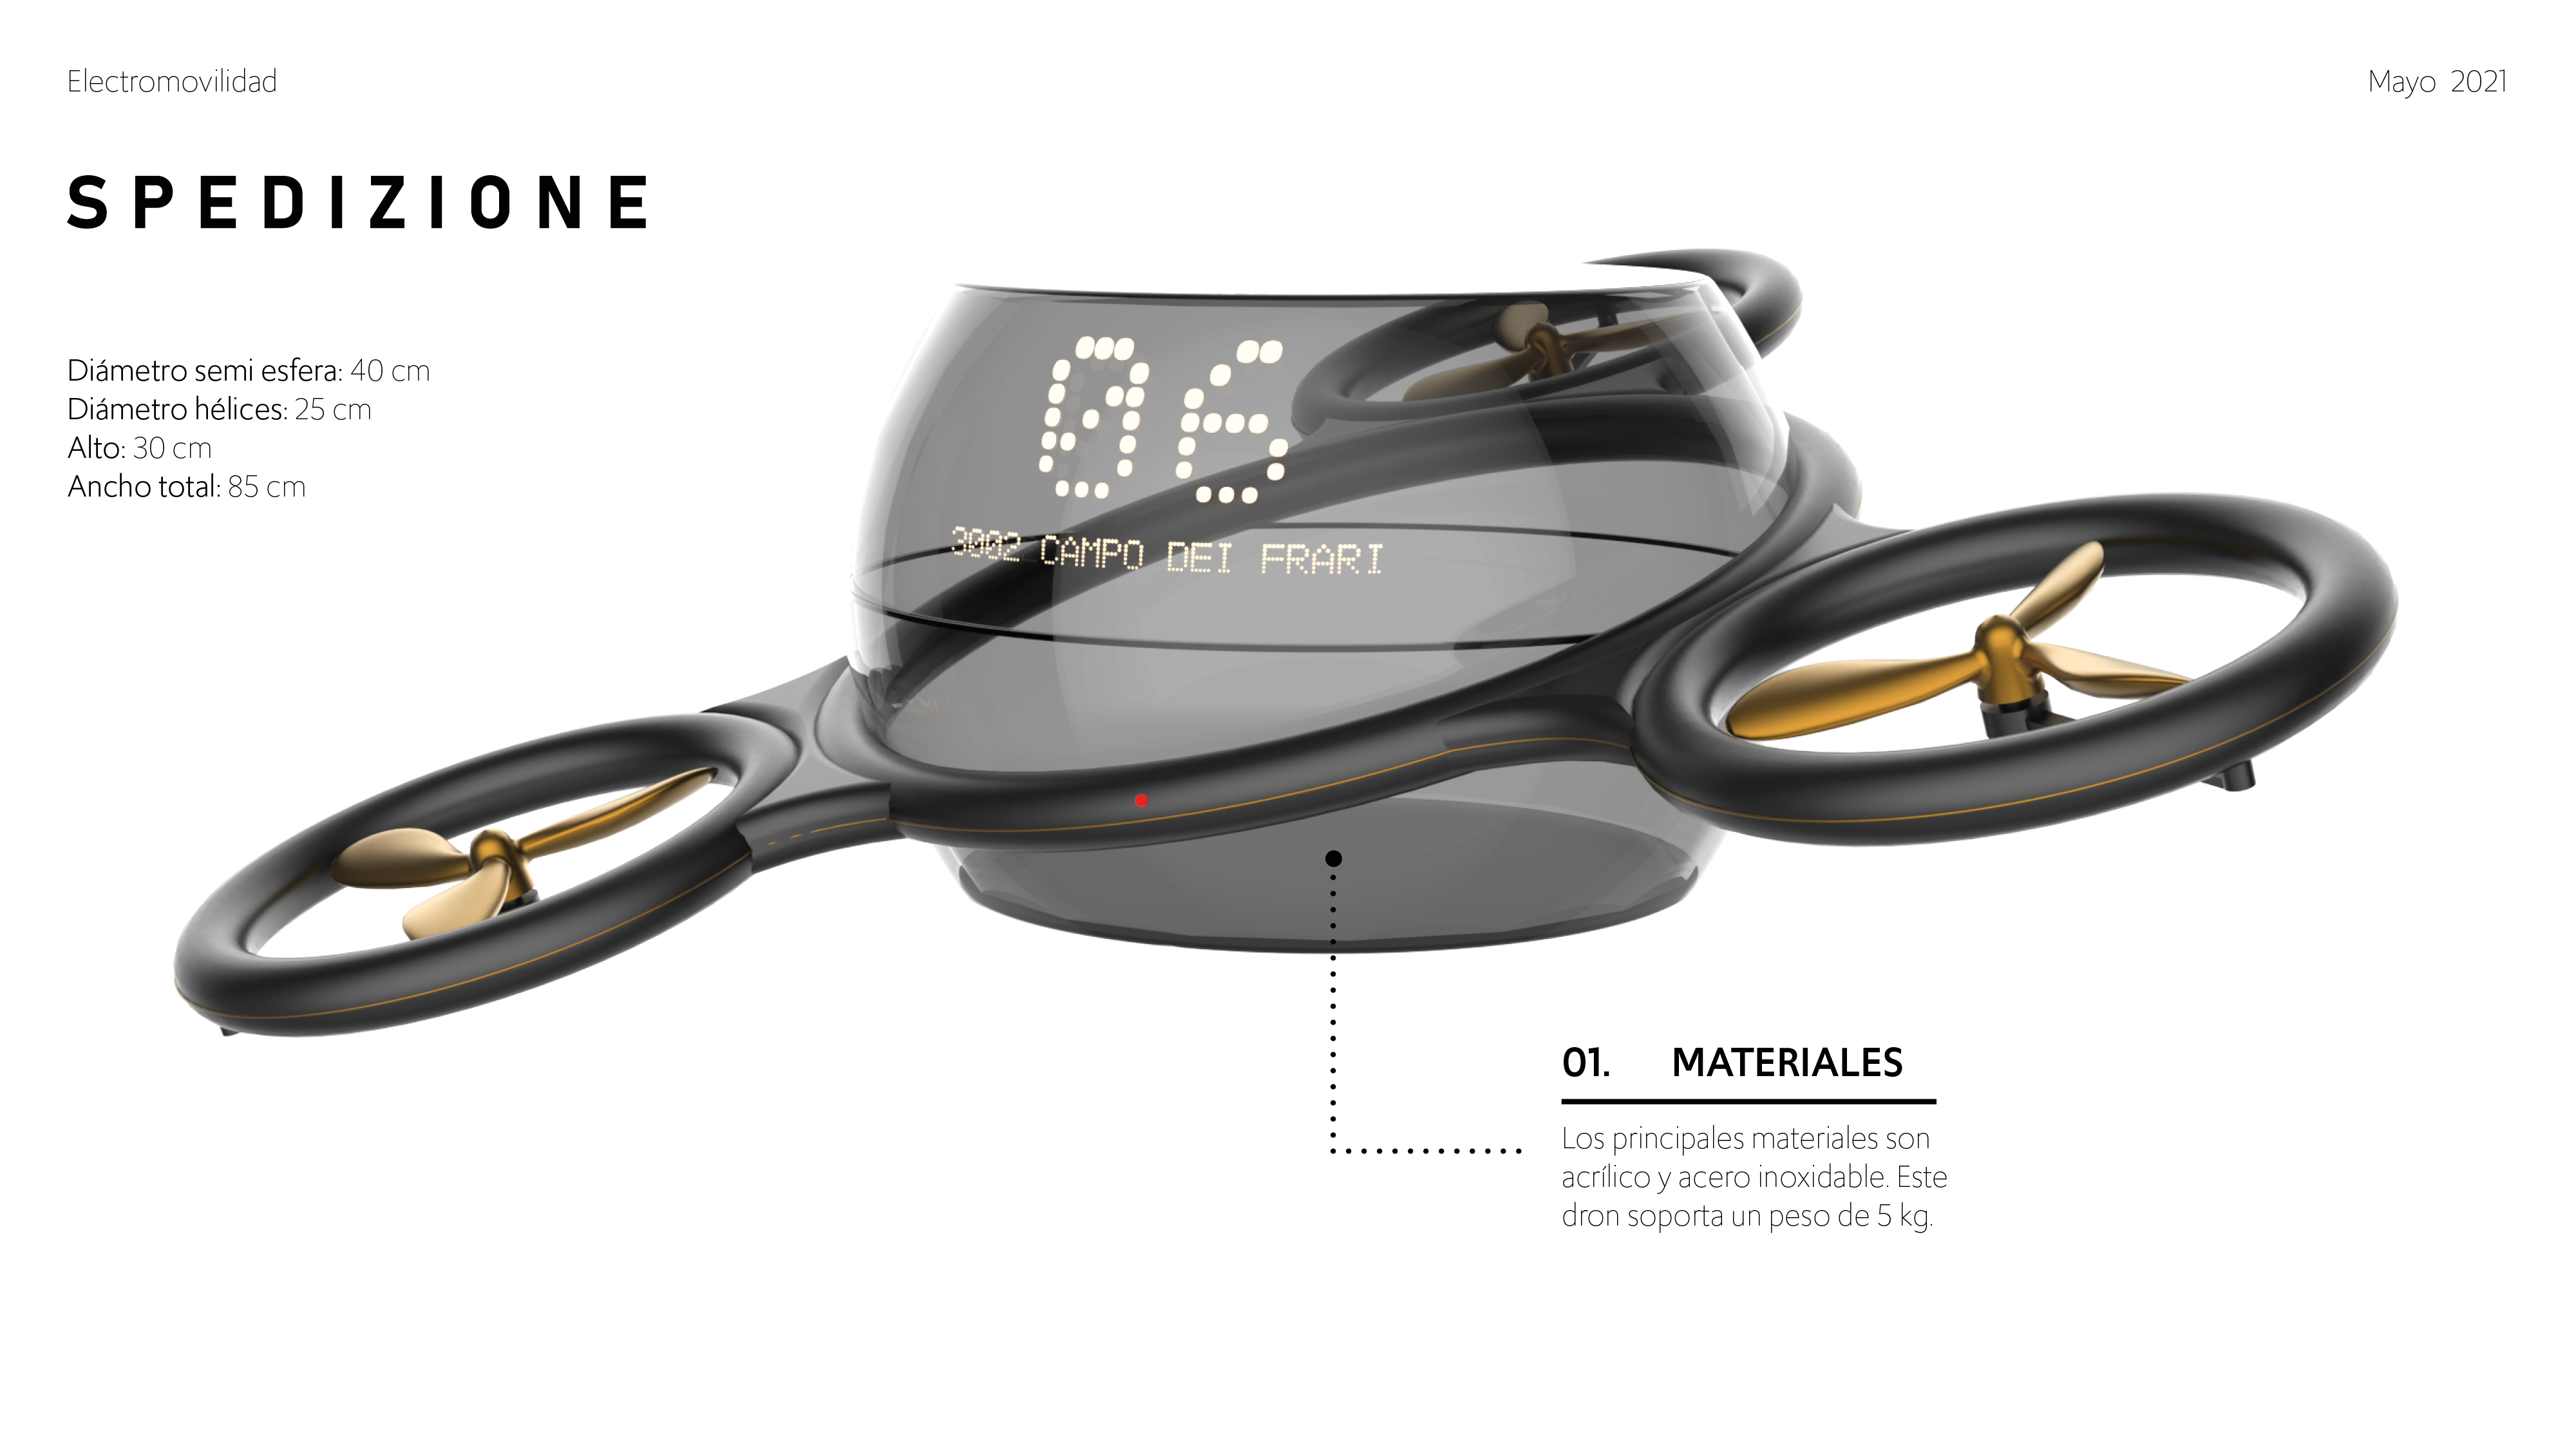 Electromovilidad
Mayo 2021
SPEDIZIONE
Diámetro semi esfera: 40 cm
Diámetro hélices: 25 cm
Alto: 30 cm
Ancho total: 85 cm
06
3002 CAMPO DEI FRARI
01. MATERIALES
Los principales materiales son
acrílico y acero inoxidable. Este
dron soporta un peso de 5 kg.